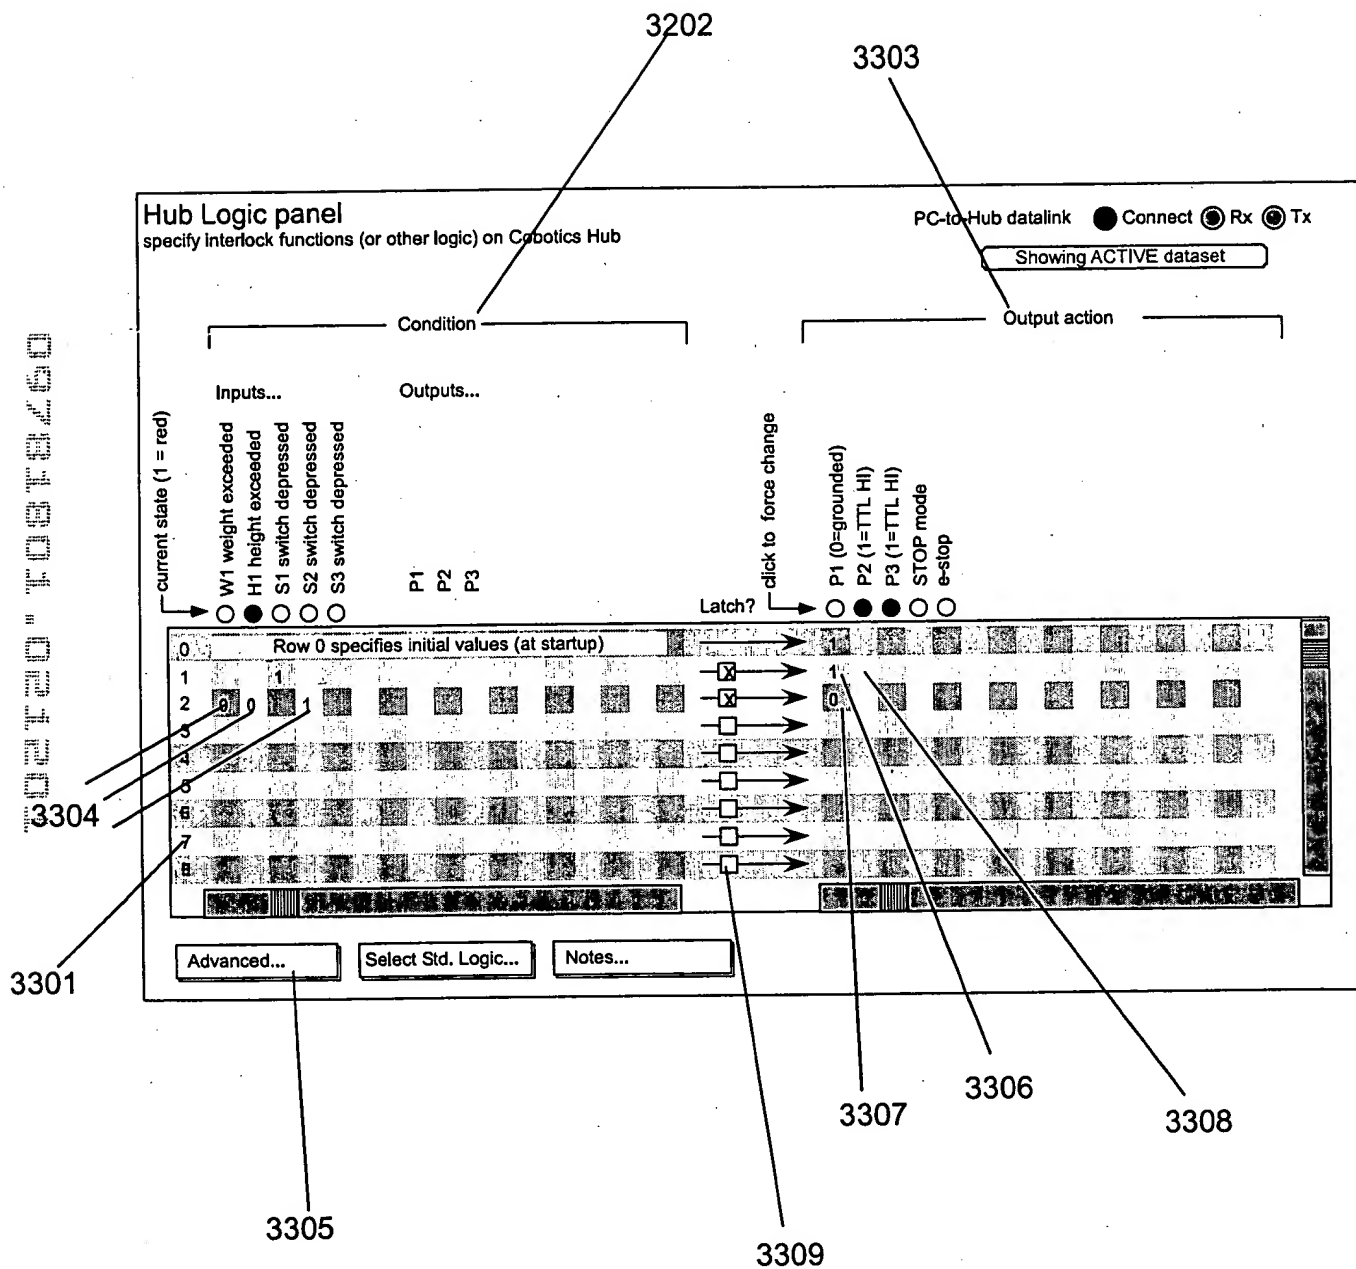 3202
3303
Hub Logic panel
specify interlock functions (or other logic) on Cobotics Hub
PC-to-Hub datalink Connect Rx Tx
Showing ACTIVE dataset
Condition
Output action
Inputs...
Outputs...
current state (1 = red)
W1 weight exceeded
H1 height exceeded
S1 switch depressed
S2 switch depressed
S3 switch depressed
P1
P2
P3
Latch?
click to force change
P1 (0=grounded)
P2 (1=TTL HI)
P3 (1=TTL HI)
STOP mode
e-stop
0 Row 0 specifies initial values (at startup) 1
1 1 X 1
2 0 0 1 X 0
3
4
5
6
7
8
3304
3301
Advanced...
Select Std. Logic...
Notes...
3306
3307
3308
3305
3309
09781801.021201